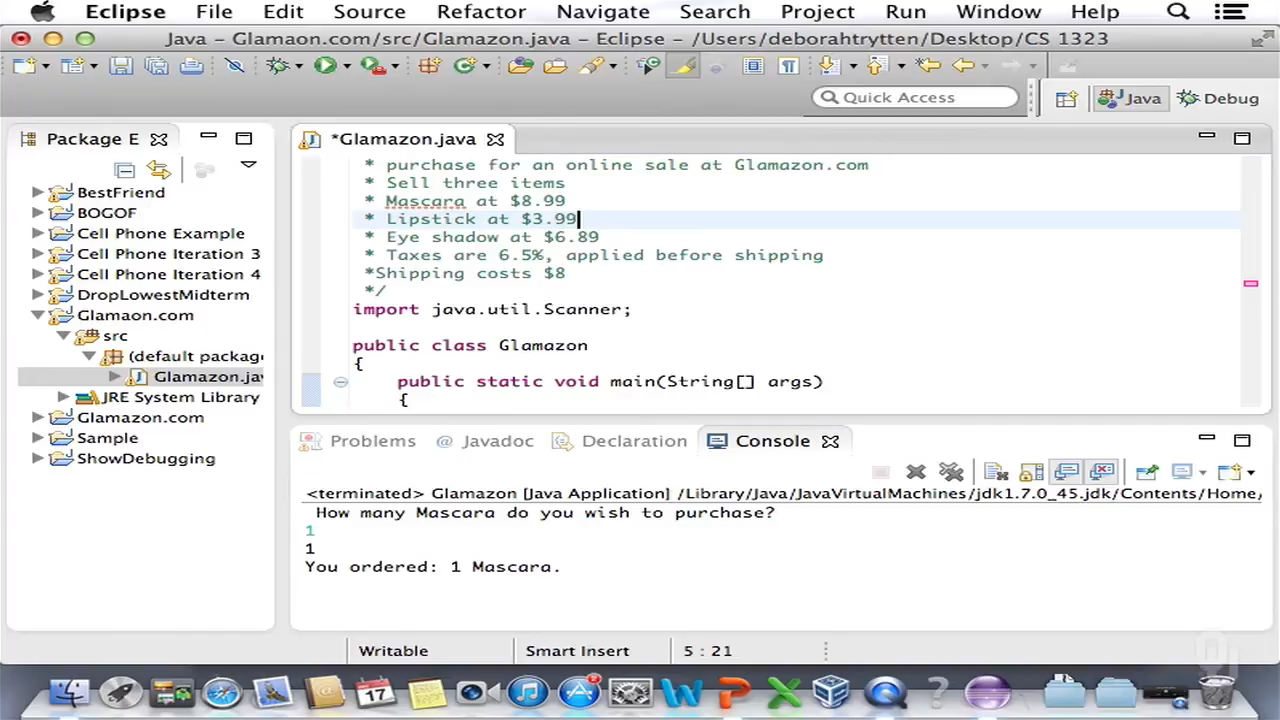 Eclipse File Edit Source Refactor Navigate Search Project Run Window Help
Java – Glamaon.com/src/Glamazon.java – Eclipse – /Users/deborahtrytten/Desktop/CS 1323
Quick Access
Java
Debug
Package E
BestFriend
BOGOF
Cell Phone Example
Cell Phone Iteration 3
Cell Phone Iteration 4
DropLowestMidterm
Glamaon.com
src
(default packag
Glamazon.jav
JRE System Library
Glamazon.com
Sample
ShowDebugging
*Glamazon.java
* purchase for an online sale at Glamazon.com
* Sell three items
* Mascara at $8.99
* Lipstick at $3.99
* Eye shadow at $6.89
* Taxes are 6.5%, applied before shipping
*Shipping costs $8
*/
import java.util.Scanner;
public class Glamazon
{
public static void main(String[] args)
{
Problems @ Javadoc Declaration Console
<terminated> Glamazon [Java Application] /Library/Java/JavaVirtualMachines/jdk1.7.0_45.jdk/Contents/Home/
How many Mascara do you wish to purchase?
1
1
You ordered: 1 Mascara.
Writable Smart Insert 5 : 21
17